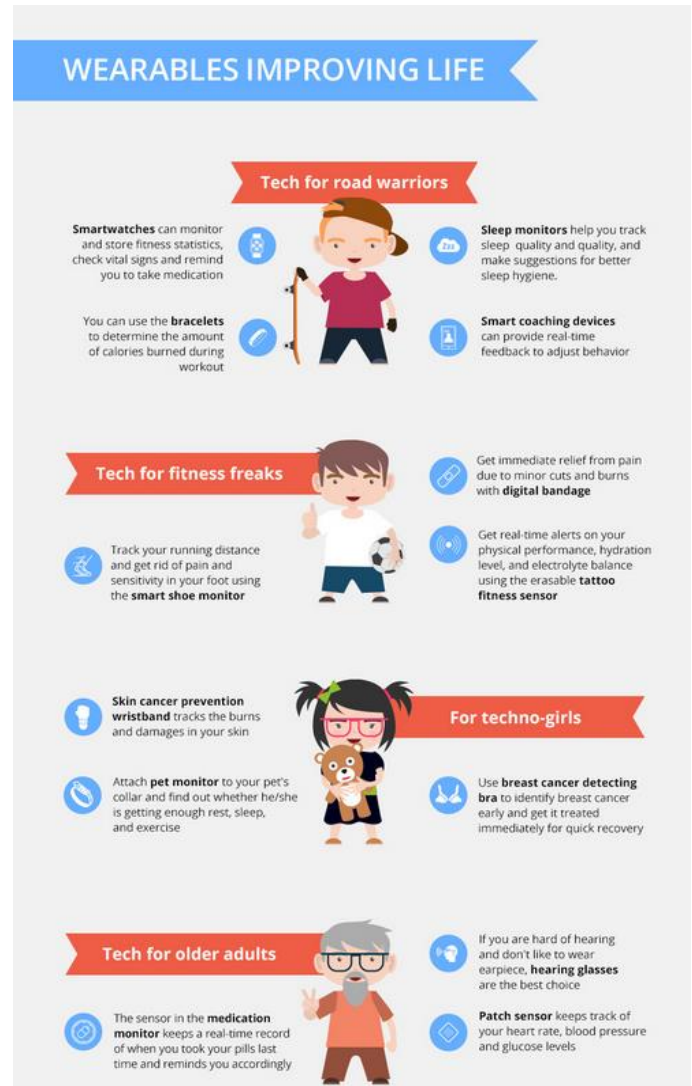 WEARABLES IMPROVING LIFE
Tech for road warriors
Smartwatches can monitor
and store fitness statistics,
check vital signs and remind
you to take medication
You can use the bracelets
to determine the amount
of calories burned during
workout
Sleep monitors help you track
sleep quality and quality, and
make suggestions for better
sleep hygiene.
Smart coaching devices
can provide real-time
feedback to adjust behavior
Tech for fitness freaks
Track your running distance
and get rid of pain and
sensitivity in your foot using
the smart shoe monitor
Get immediate relief from pain
due to minor cuts and burns
with digital bandage
Get real-time alerts on your
physical performance, hydration
level, and electrolyte balance
using the erasable tattoo
fitness sensor
For techno-girls
Skin cancer prevention
wristband tracks the burns
and damages in your skin
Attach pet monitor to your pet's
collar and find out whether he/she
is getting enough rest, sleep,
and exercise
Use breast cancer detecting
bra to identify breast cancer
early and get it treated
immediately for quick recovery
Tech for older adults
The sensor in the medication
monitor keeps a real-time record
of when you took your pills last
time and reminds you accordingly
If you are hard of hearing
and don't like to wear
earpiece, hearing glasses
are the best choice
Patch sensor keeps track of
your heart rate, blood pressure
and glucose levels